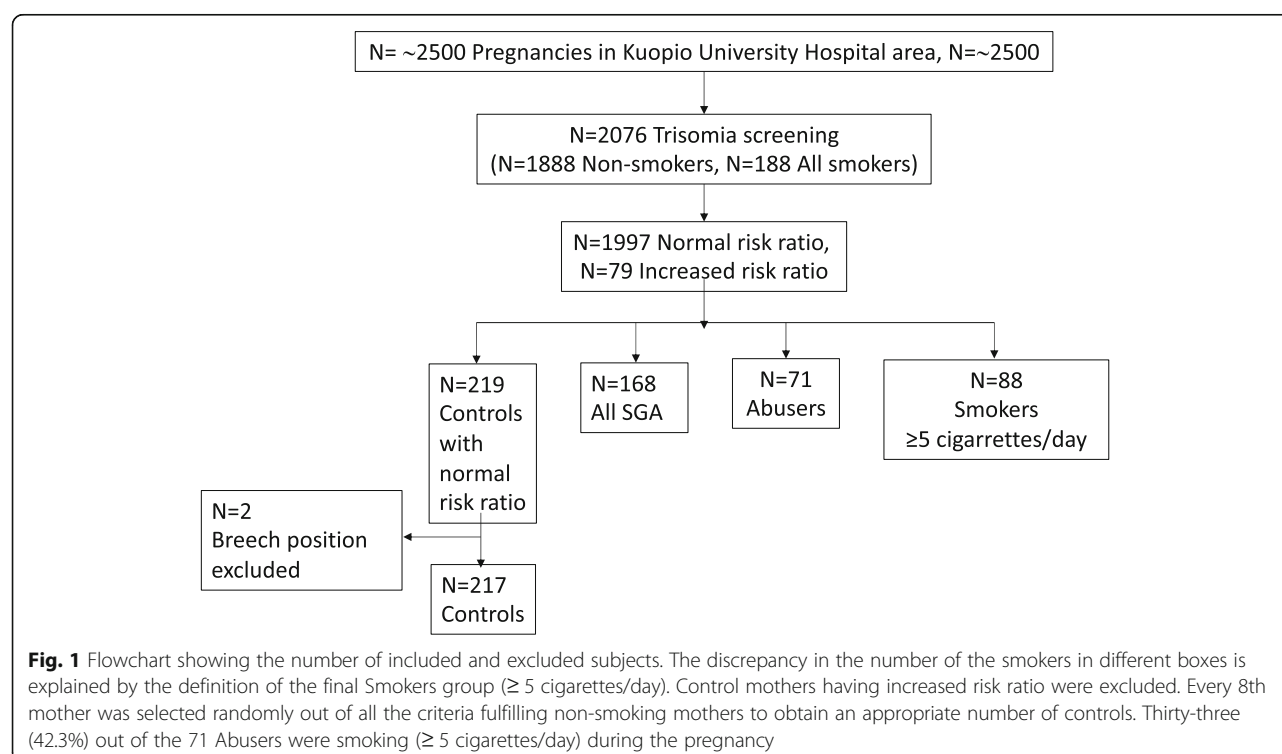 N= ~2500 Pregnancies in Kuopio University Hospital area, N=~2500
N=2076 Trisomia screening
(N=1888 Non-smokers, N=188 All smokers)
N=1997 Normal risk ratio,
N=79 Increased risk ratio
N=219
Controls
with
normal
risk ratio
N=168
All SGA
N=71
Abusers
N=88
Smokers
≥5 cigarrettes/day
N=2
Breech position
excluded
N=217
Controls
Fig. 1 Flowchart showing the number of included and excluded subjects. The discrepancy in the number of the smokers in different boxes is
explained by the definition of the final Smokers group (≥ 5 cigarettes/day). Control mothers having increased risk ratio were excluded. Every 8th
mother was selected randomly out of all the criteria fulfilling non-smoking mothers to obtain an appropriate number of controls. Thirty-three
(42.3%) out of the 71 Abusers were smoking (≥ 5 cigarettes/day) during the pregnancy